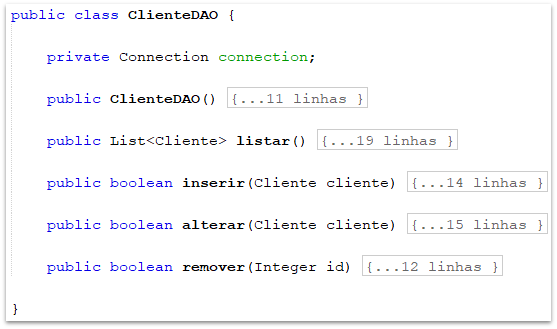 public class ClienteDAO {
private Connection connection;
public ClienteDAO() {...11 linhas }
public List<Cliente> listar() {...19 linhas }
public boolean inserir(Cliente cliente) {...14 linhas }
public boolean alterar(Cliente cliente) {...15 linhas }
public boolean remover(Integer id) {...12 linhas }
}